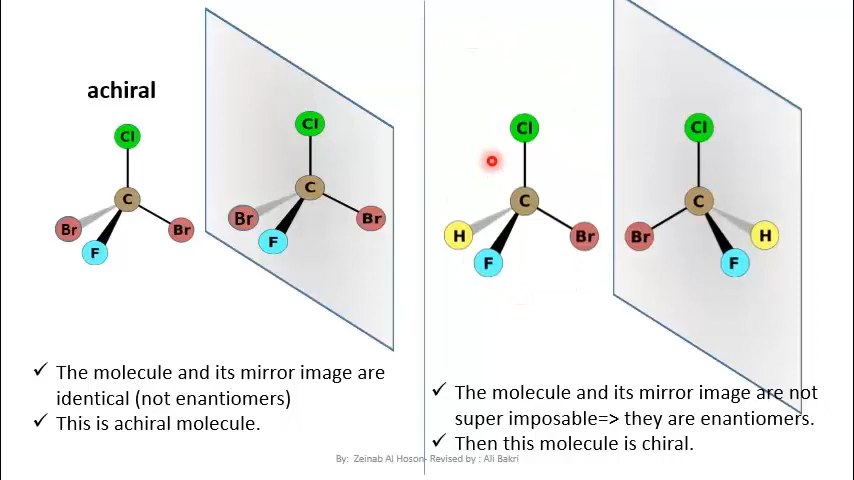 achiral
Cl
C
Br
Br
F
Cl
C
Br
Br
F
✓ The molecule and its mirror image are
identical (not enantiomers)
✓ This is achiral molecule.
Cl
C
H
Br
F
Cl
C
Br
H
F
✓ The molecule and its mirror image are not
super imposable=> they are enantiomers.
✓ Then this molecule is chiral.
By: Zeinab Al Hoson- Revised by : Ali Bakri